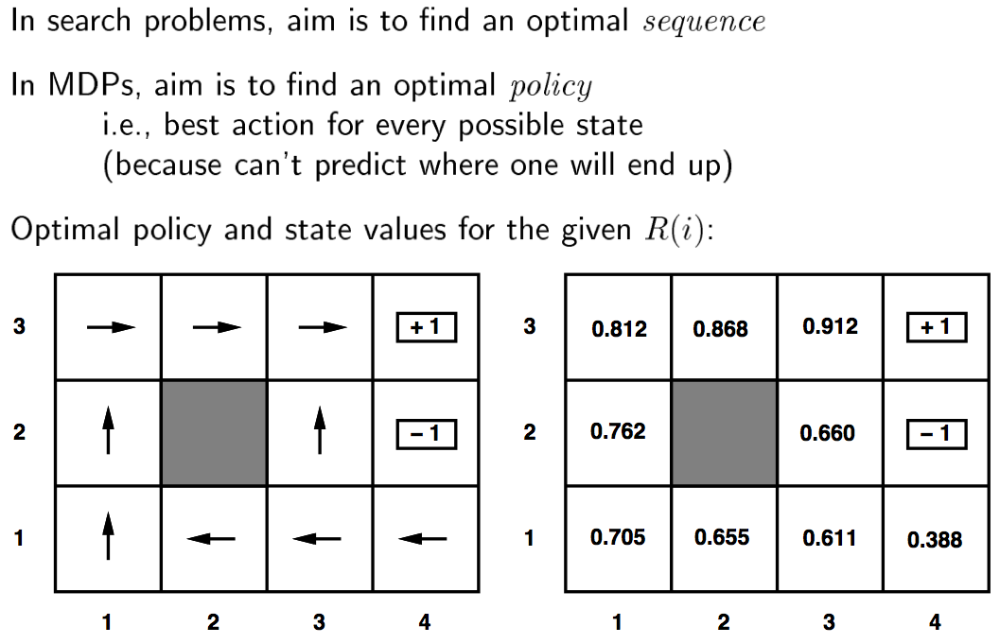 In search problems, aim is to find an optimal sequence
In MDPs, aim is to find an optimal policy
i.e., best action for every possible state
(because can't predict where one will end up)
Optimal policy and state values for the given R(i):
3 + 1
2 − 1
1
1 2 3 4
3 0.812 0.868 0.912 + 1
2 0.762 0.660 − 1
1 0.705 0.655 0.611 0.388
1 2 3 4